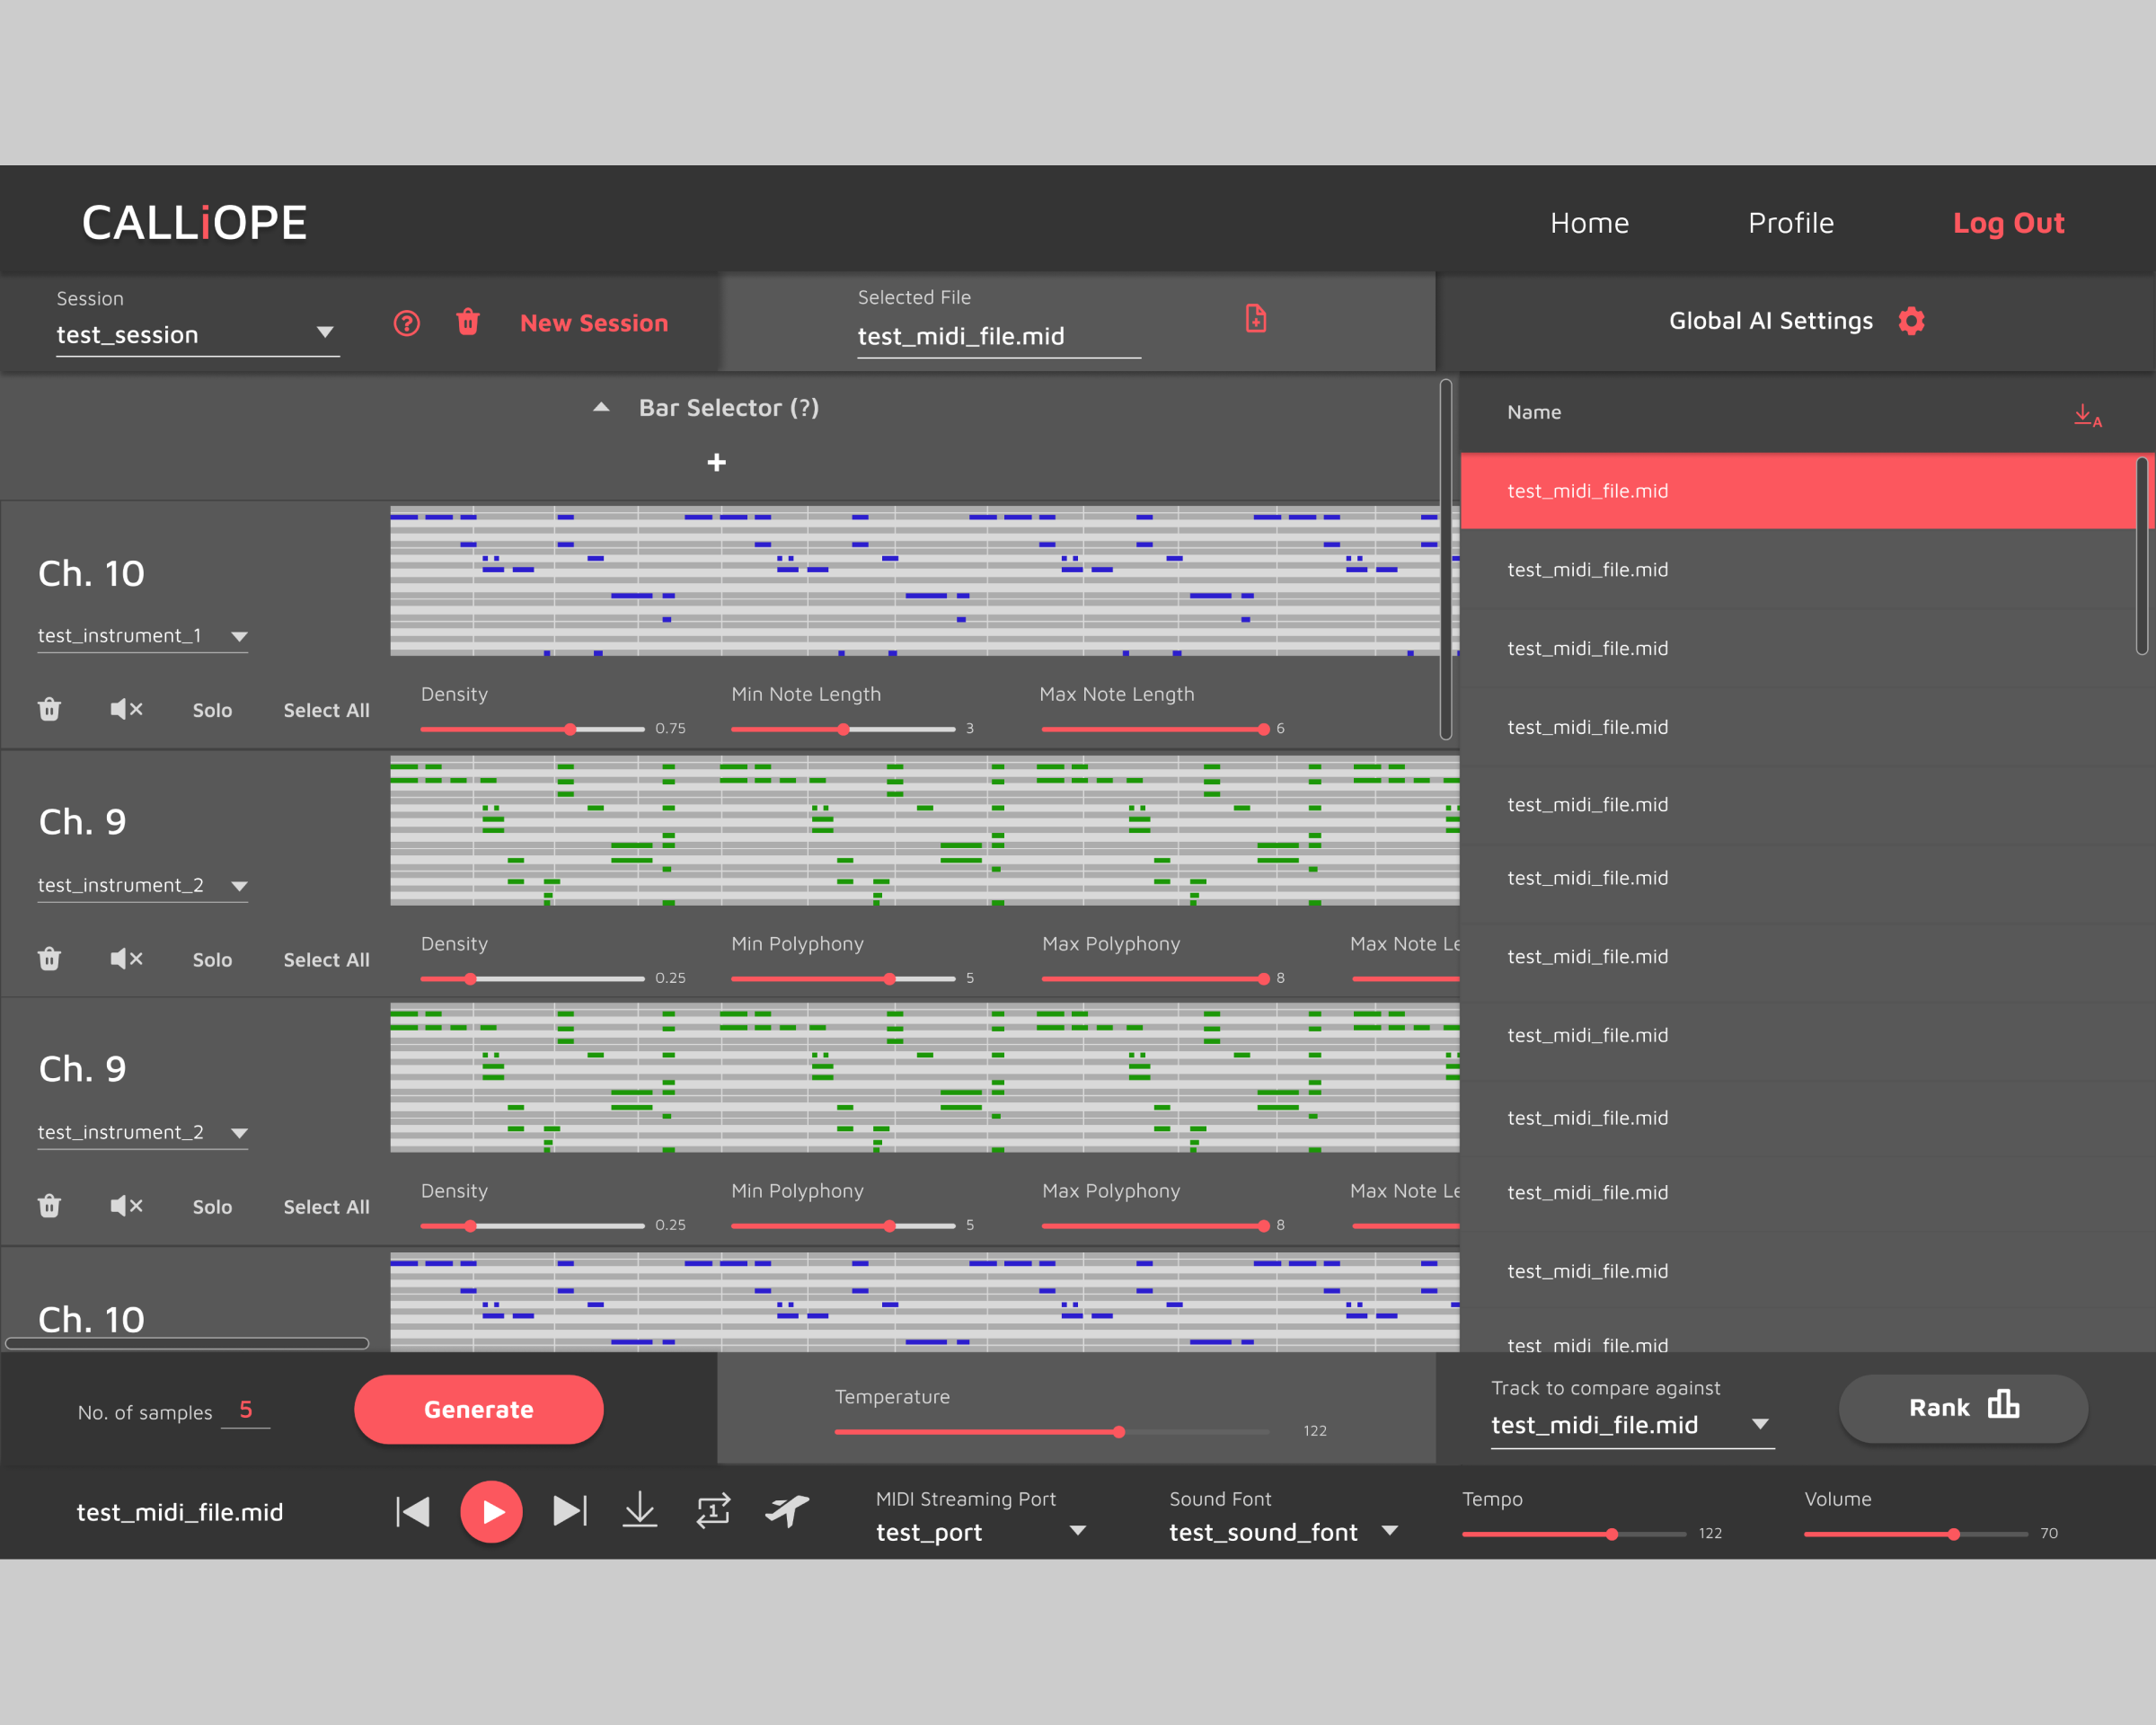 CALLiOPE
Home
Profile
Log Out
Session
test_session
New Session
Selected File
test_midi_file.mid
Global AI Settings
Bar Selector (?)
+
Name
A
test_midi_file.mid
test_midi_file.mid
test_midi_file.mid
test_midi_file.mid
test_midi_file.mid
test_midi_file.mid
test_midi_file.mid
test_midi_file.mid
test_midi_file.mid
test_midi_file.mid
test_midi_file.mid
test_midi_file.mid
Ch. 10
test_instrument_1
Solo
Select All
Density
0.75
Min Note Length
3
Max Note Length
6
Ch. 9
test_instrument_2
Solo
Select All
Density
0.25
Min Polyphony
5
Max Polyphony
8
Max Note Le
Ch. 9
test_instrument_2
Solo
Select All
Density
0.25
Min Polyphony
5
Max Polyphony
8
Max Note Le
Ch. 10
No. of samples 5
Generate
Temperature
122
Track to compare against
test_midi_file.mid
Rank
test_midi_file.mid
1
MIDI Streaming Port
test_port
Sound Font
test_sound_font
Tempo
122
Volume
70